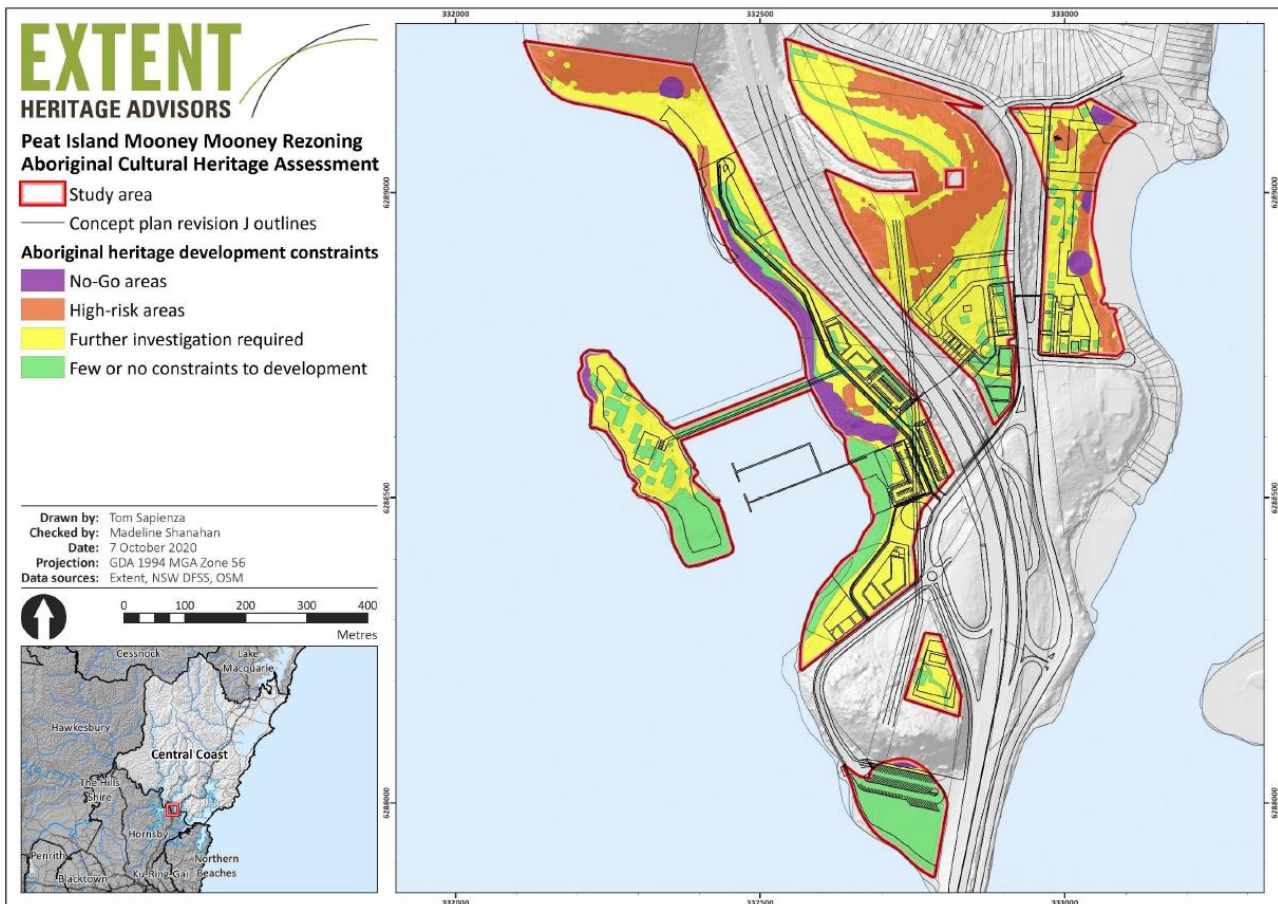 EXTENT
HERITAGE ADVISORS
Peat Island Mooney Mooney Rezoning
Aboriginal Cultural Heritage Assessment
Study area
Concept plan revision J outlines
Aboriginal heritage development constraints
No-Go areas
High-risk areas
Further investigation required
Few or no constraints to development
Drawn by: Tom Sapienza
Checked by: Madeline Shanahan
Date: 7 October 2020
Projection: GDA 1994 MGA Zone 56
Data sources: Extent, NSW DFSS, OSM
0 100 200 300 400
Metres
Cessnock
Lake
Macquarie
Hawkesbury
Central Coast
The Hills
Shire
Hornsby
Penrith
Blacktown
Ku-Ring-Gai
Northern
Beaches
332000 332500 333000
6289000
6288500
6288000
332000 332500 333000